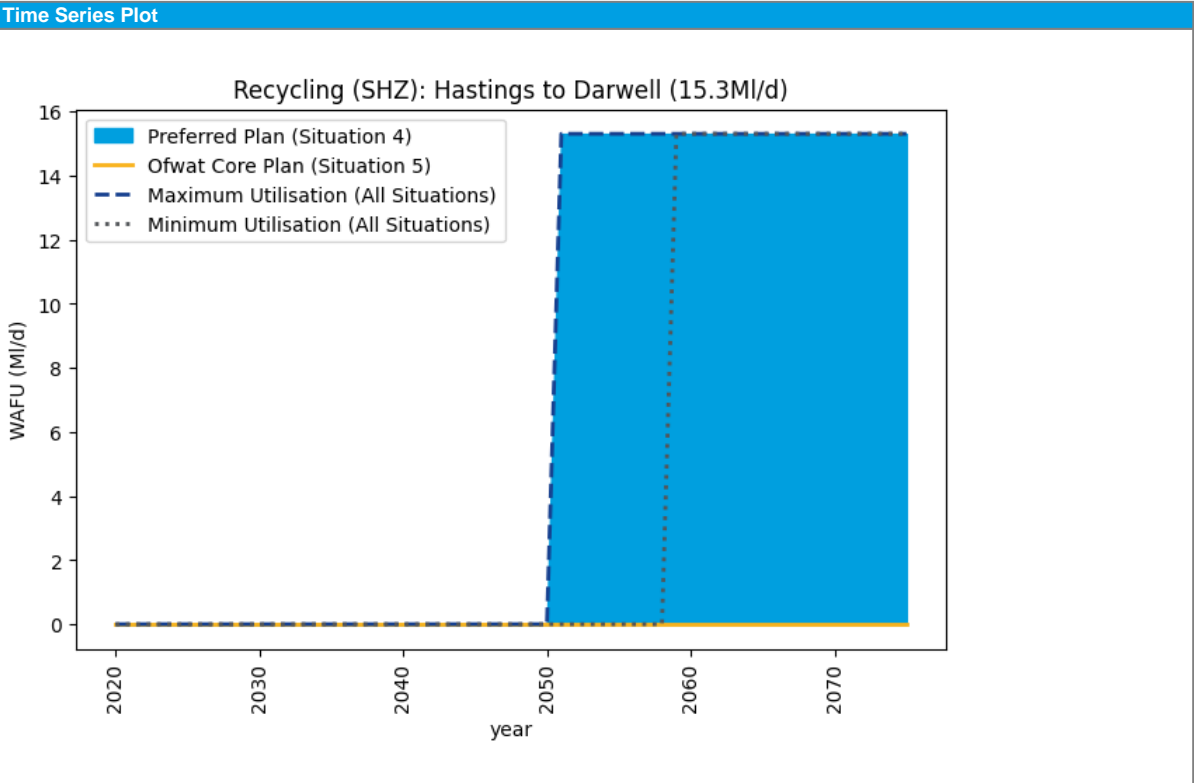 Time Series Plot
Recycling (SHZ): Hastings to Darwell (15.3Ml/d)
Preferred Plan (Situation 4)
Ofwat Core Plan (Situation 5)
Maximum Utilisation (All Situations)
Minimum Utilisation (All Situations)
WAFU (Ml/d)
16
14
12
10
8
6
4
2
0
2020
2030
2040
2050
2060
2070
year